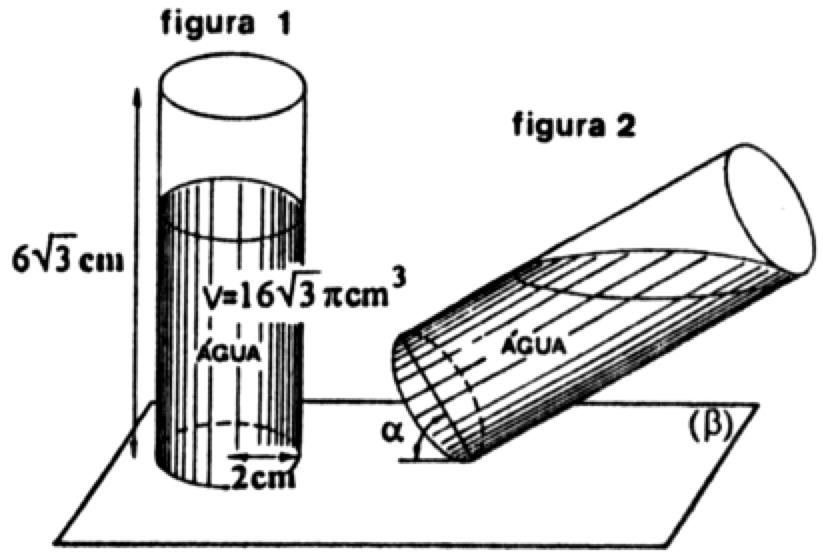 figura 1
figura 2
6√3 cm
V=16√3 πcm³
ÁGUA
ÁGUA
α
(β)
2cm